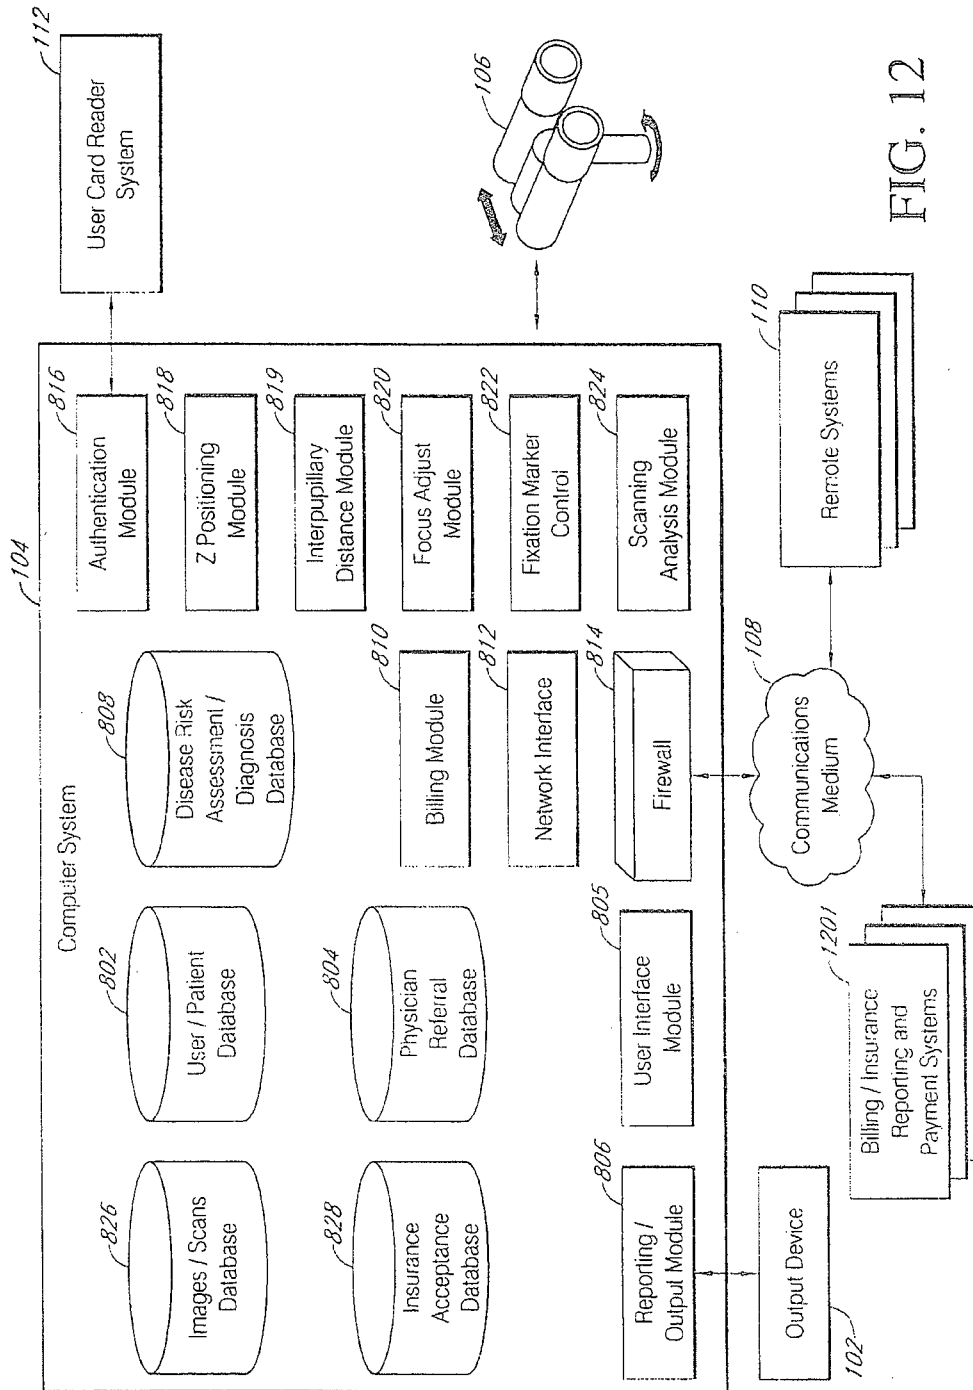 Computer System
104
826
Images / Scans
Database
802
User / Patient
Database
808
Disease Risk
Assessment /
Diagnosis
Database
816
Authentication
Module
112
User Card Reader
System
818
Z Positioning
Module
828
Insurance
Acceptance
Database
804
Physician
Referral
Database
819
Interpupillary
Distance Module
810
Billing Module
820
Focus Adjust
Module
106
812
Network Interface
822
Fixation Marker
Control
806
Reporting /
Output Module
805
User Interface
Module
814
Firewall
824
Scanning
Analysis Module
Output Device
102
1201
Billing / Insurance
Reporting and
Payment Systems
108
Communications
Medium
110
Remote Systems
FIG. 12